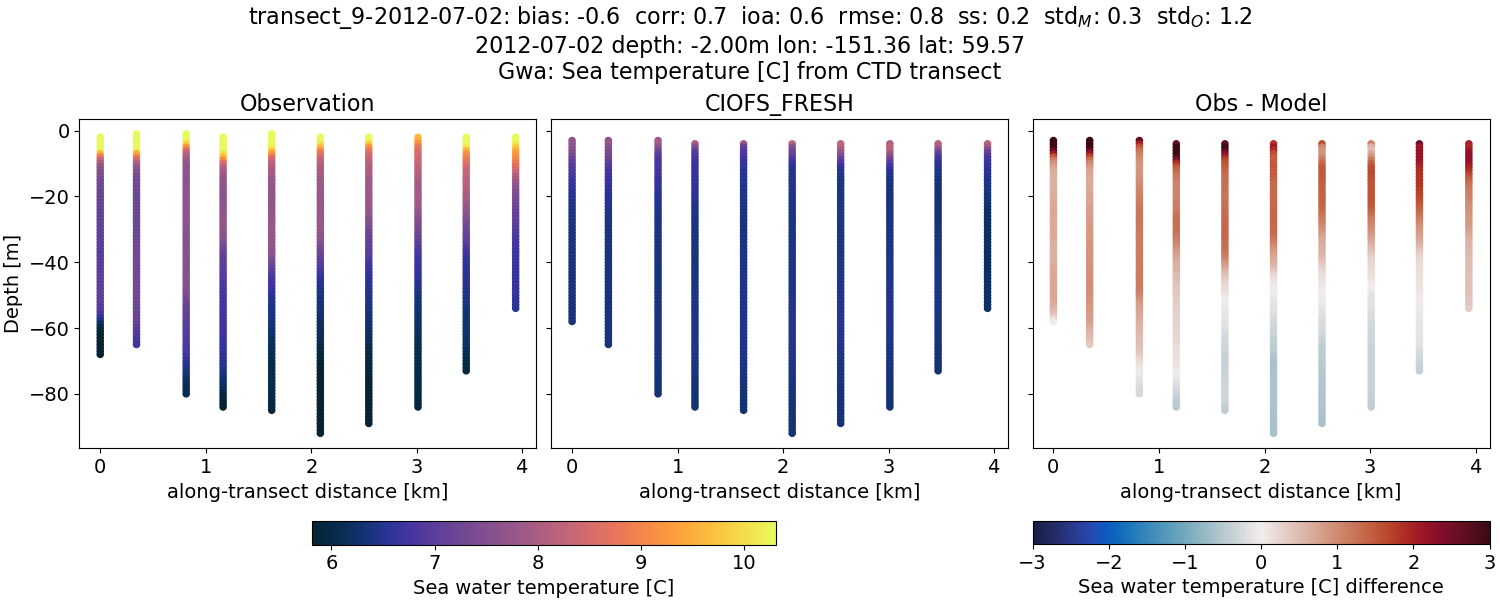 transect_9-2012-07-02: bias: -0.6  corr: 0.7  ioa: 0.6  rmse: 0.8  ss: 0.2  std_M: 0.3  std_O: 1.2
2012-07-02 depth: -2.00m lon: -151.36 lat: 59.57
Gwa: Sea temperature [C] from CTD transect
Observation
CIOFS_FRESH
Obs - Model
Depth [m]
0
−20
−40
−60
−80
0 1 2 3 4
0 1 2 3 4
0 1 2 3 4
along-transect distance [km]
along-transect distance [km]
along-transect distance [km]
6 7 8 9 10
Sea water temperature [C]
−3 −2 −1 0 1 2 3
Sea water temperature [C] difference